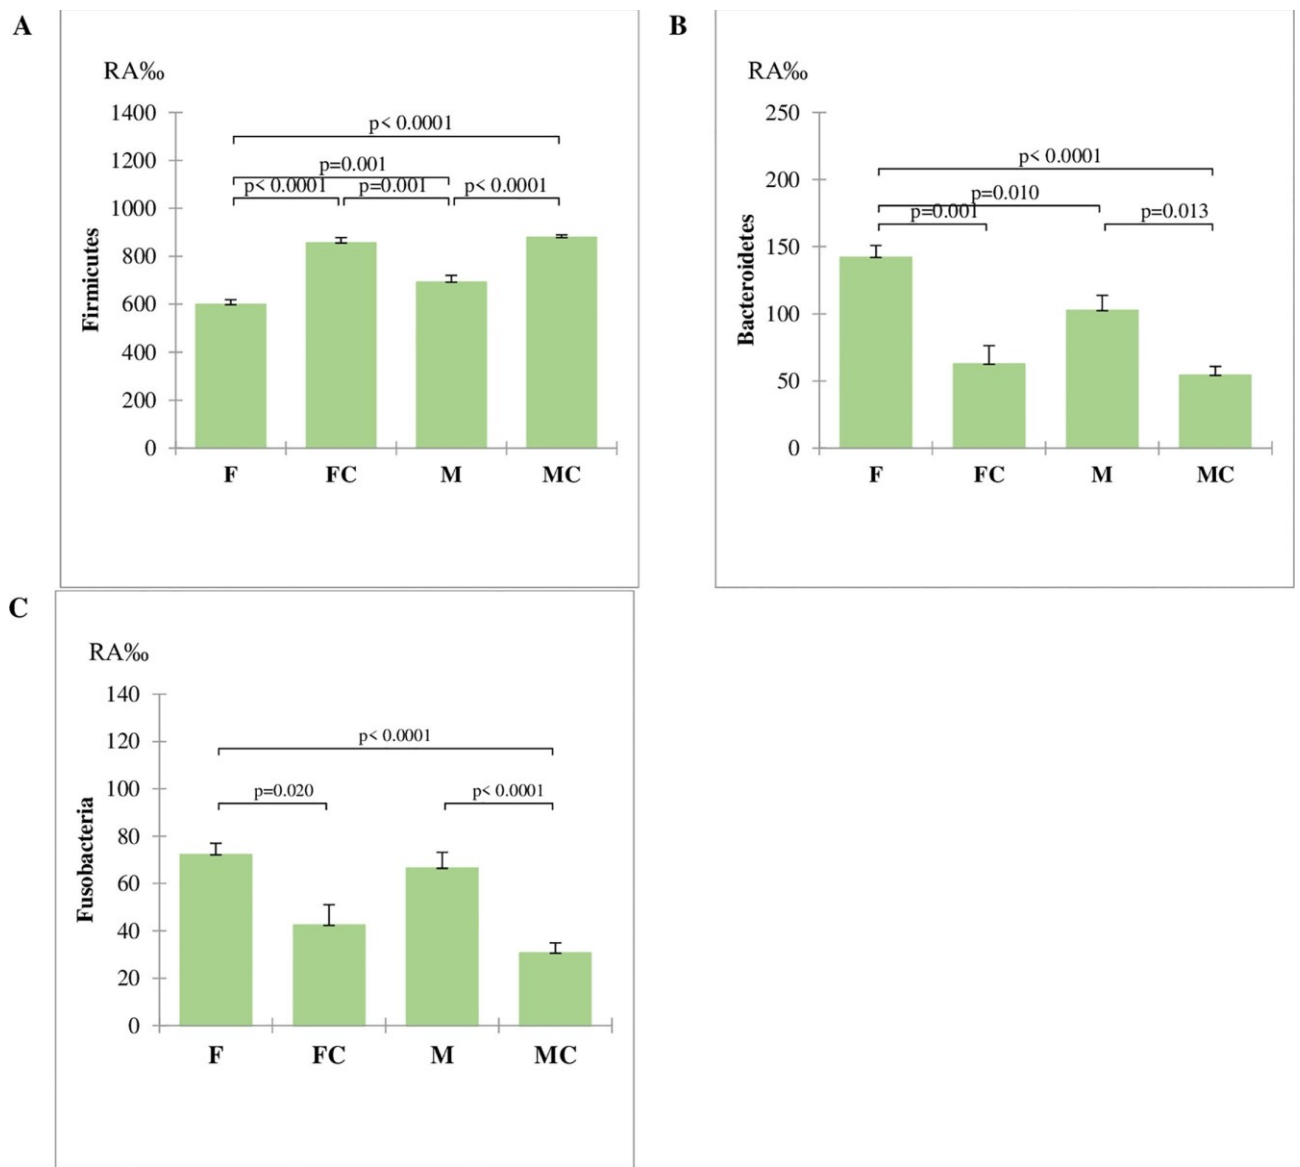 A
RA‰
Firmicutes
1400
1200
1000
800
600
400
200
0
p< 0.0001
p=0.001
p< 0.0001
p=0.001
p< 0.0001
F
FC
M
MC
B
RA‰
Bacteroidetes
250
200
150
100
50
0
p< 0.0001
p=0.010
p=0.001
p=0.013
F
FC
M
MC
C
RA‰
Fusobacteria
140
120
100
80
60
40
20
0
p< 0.0001
p=0.020
p< 0.0001
F
FC
M
MC